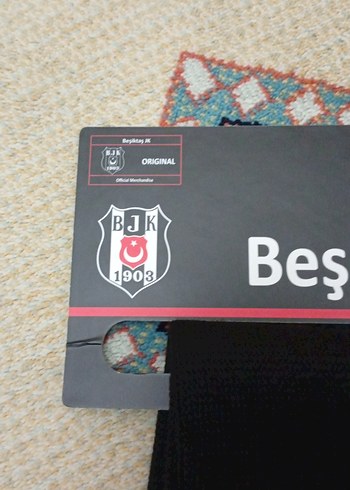 Beşiktaş JK
BJK
1903
ORIGINAL
Official Merchandise
BJK
1903
Beş